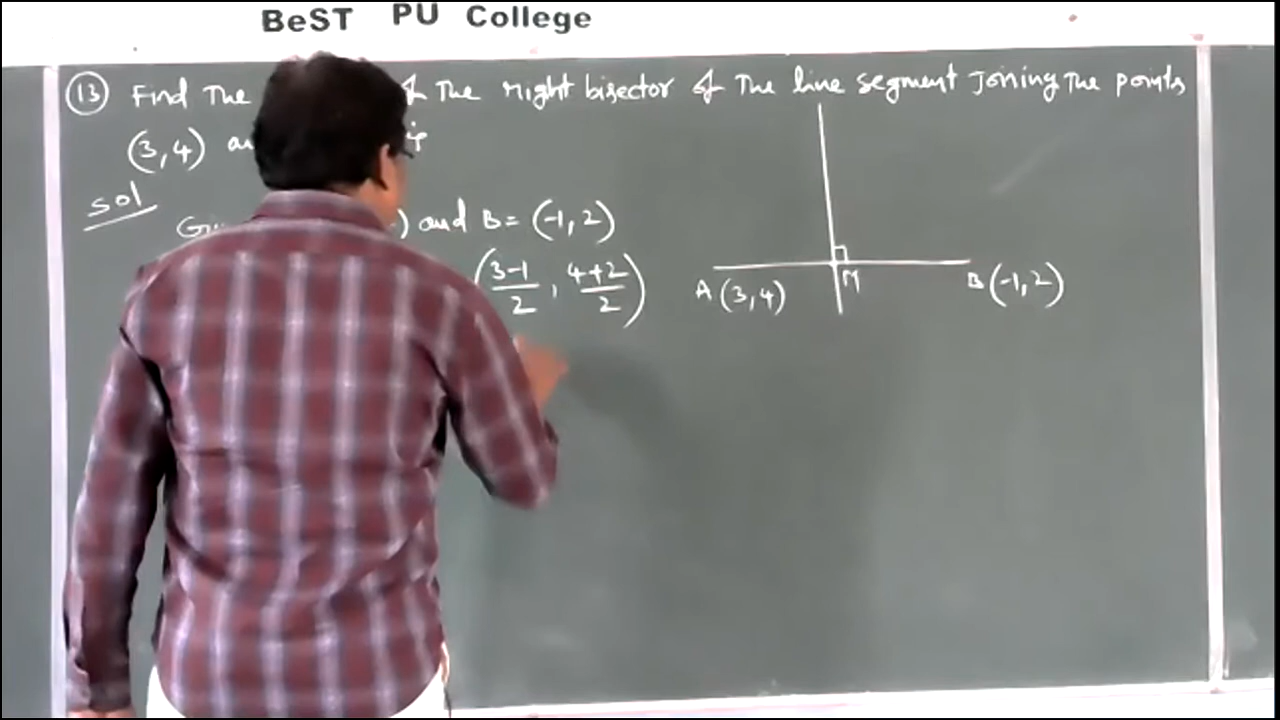 BeST PU College
(13) Find The of The right bisector of The line segment Joining The points
(3,4)
Sol
and B = (-1, 2)
(3-1/2, 4+2/2)
A (3,4) M B (-1,2)